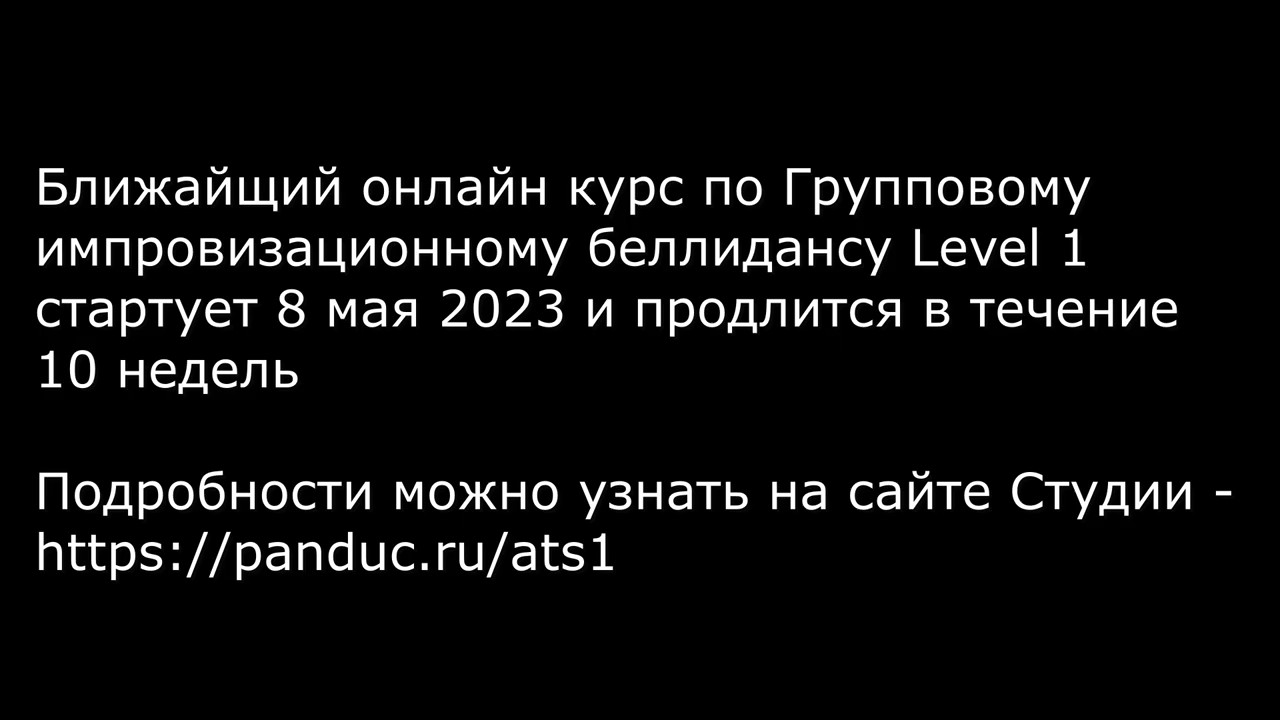 Ближайщий онлайн курс по Групповому
импровизационному беллидансу Level 1
стартует 8 мая 2023 и продлится в течение
10 недель
Подробности можно узнать на сайте Студии -
https://panduc.ru/ats1